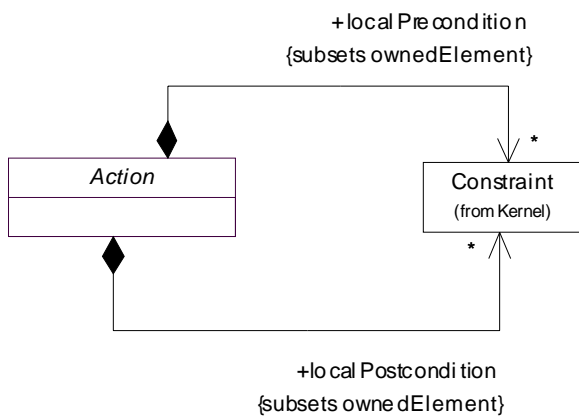 +localPrecondition
{subsets ownedElement}
*
Action
Constraint
(from Kernel)
*
+localPostcondition
{subsets ownedElement}